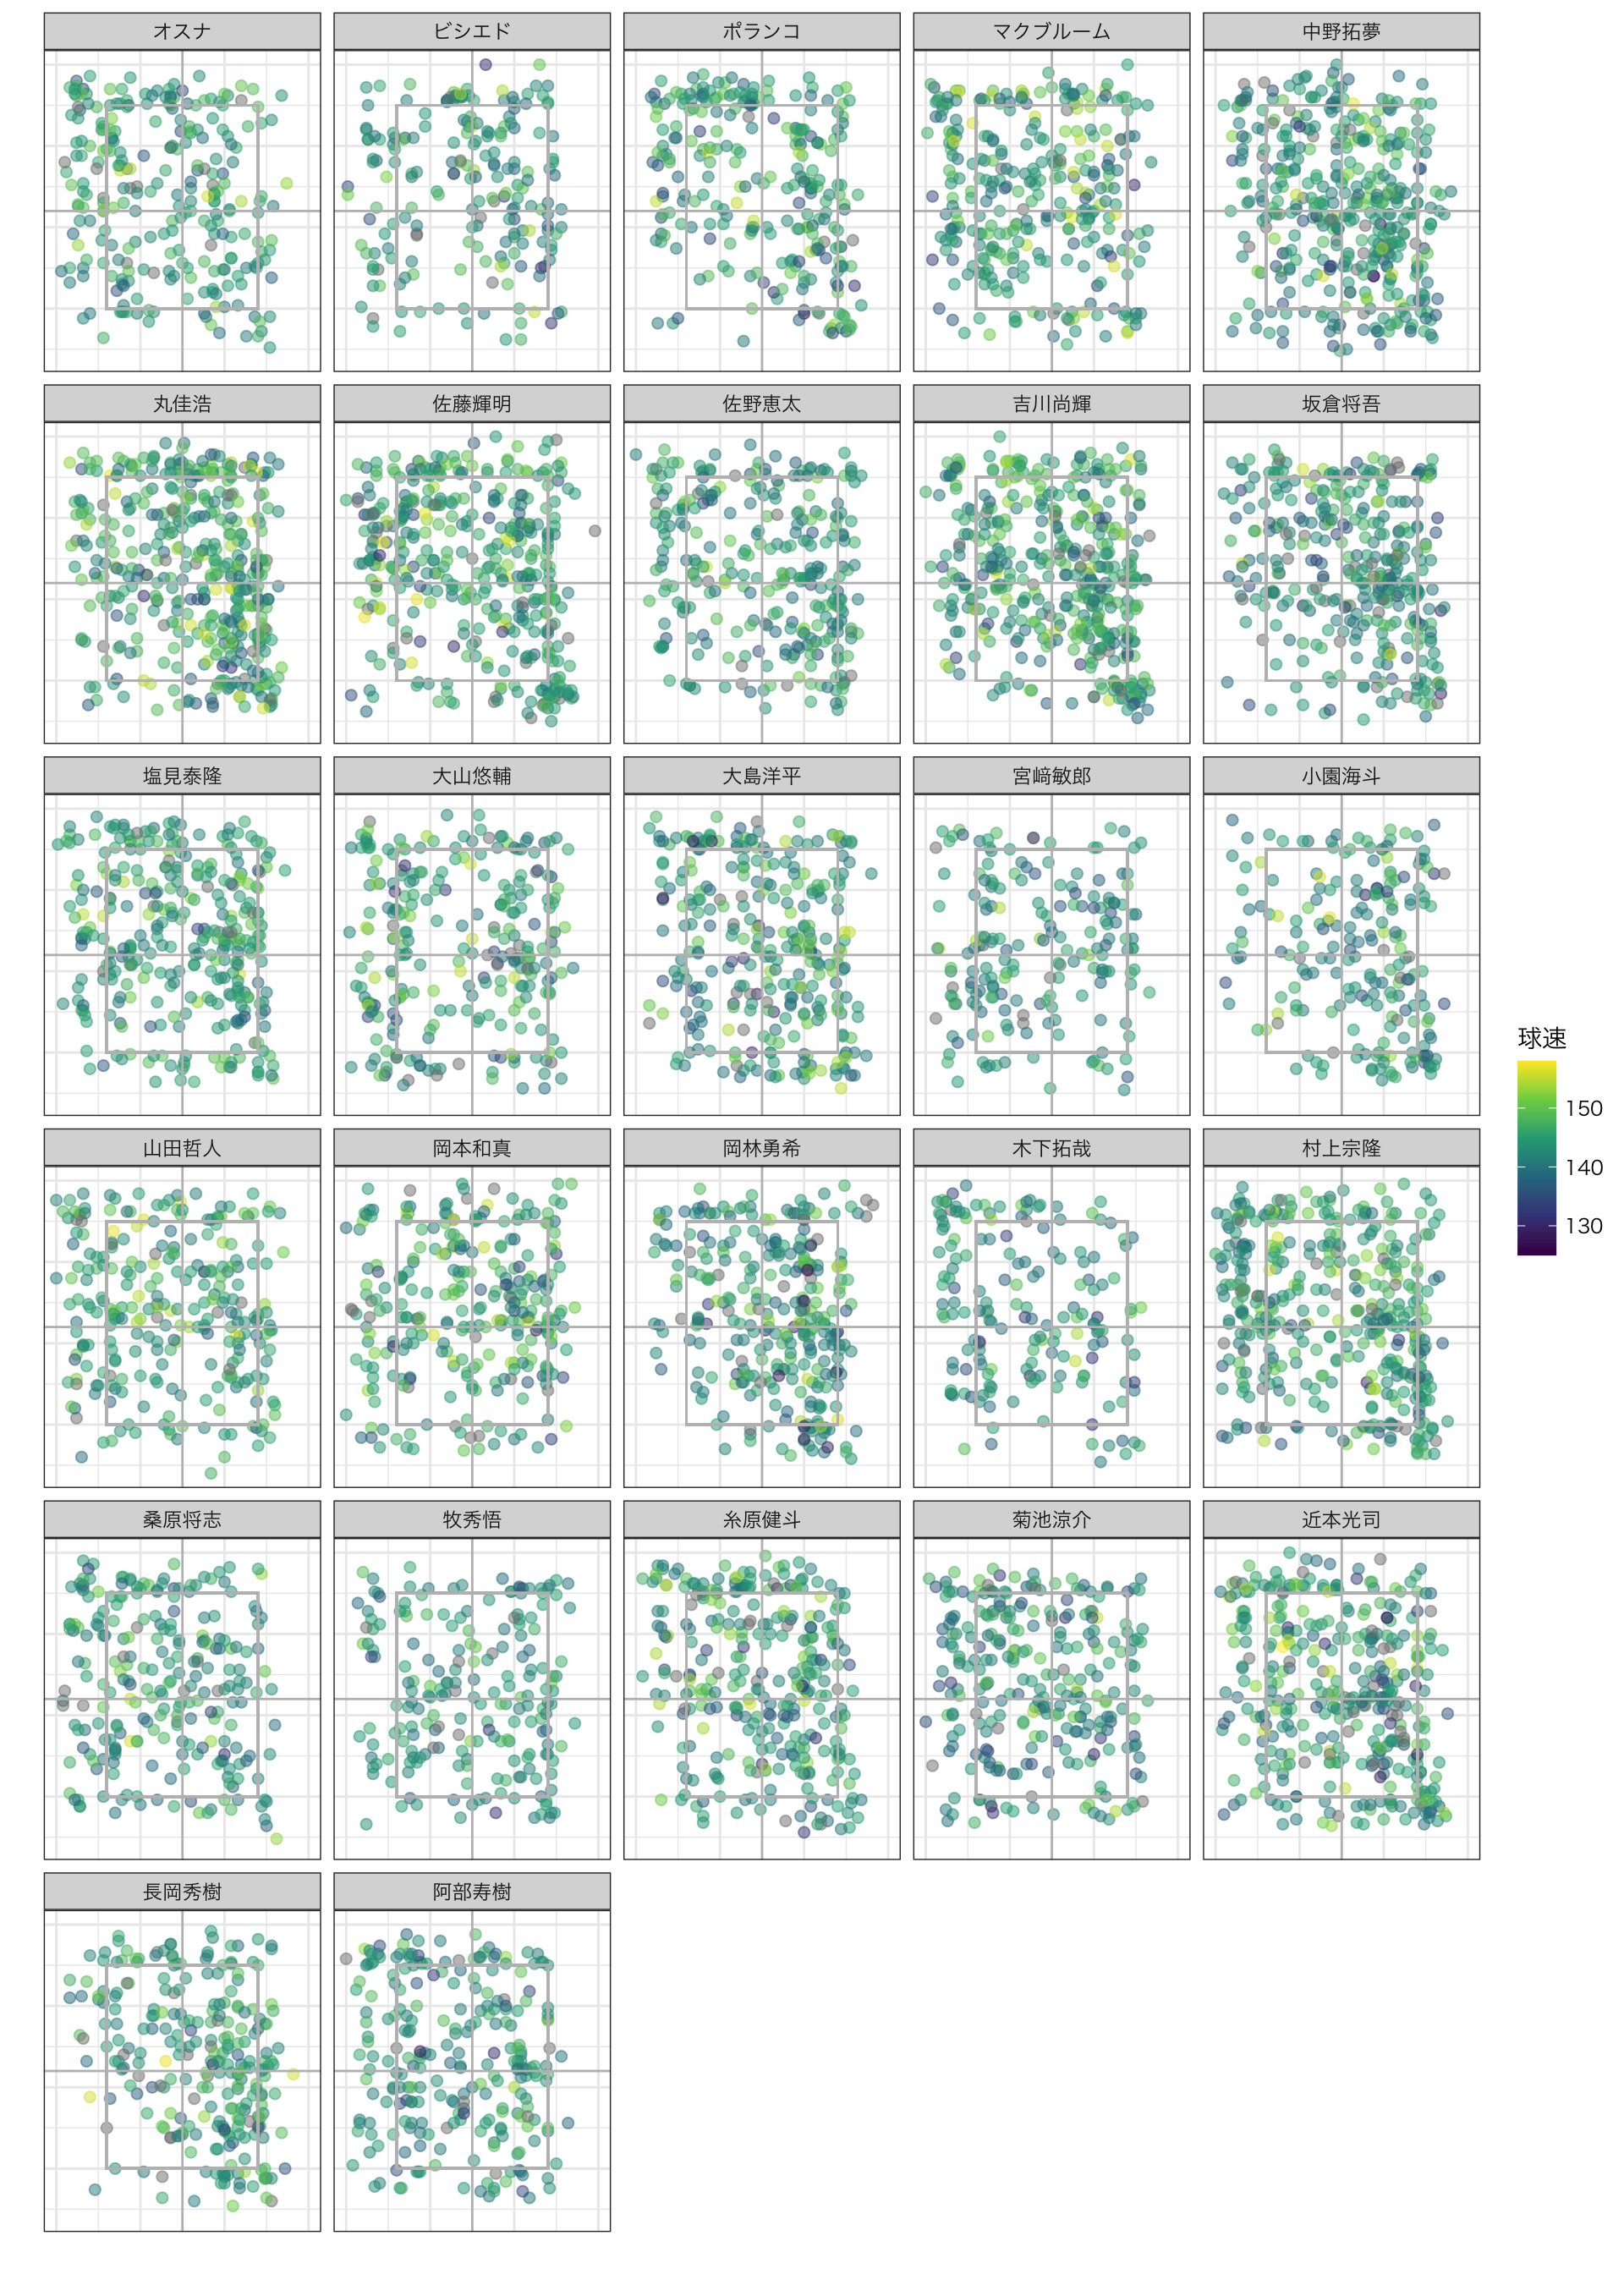 オスナ
ビシエド
ポランコ
マクブルーム
中野拓夢
丸佳浩
佐藤輝明
佐野恵太
吉川尚輝
坂倉将吾
塩見泰隆
大山悠輔
大島洋平
宮﨑敏郎
小園海斗
球速
150
140
130
山田哲人
岡本和真
岡林勇希
木下拓哉
村上宗隆
桑原将志
牧秀悟
糸原健斗
菊池涼介
近本光司
長岡秀樹
阿部寿樹